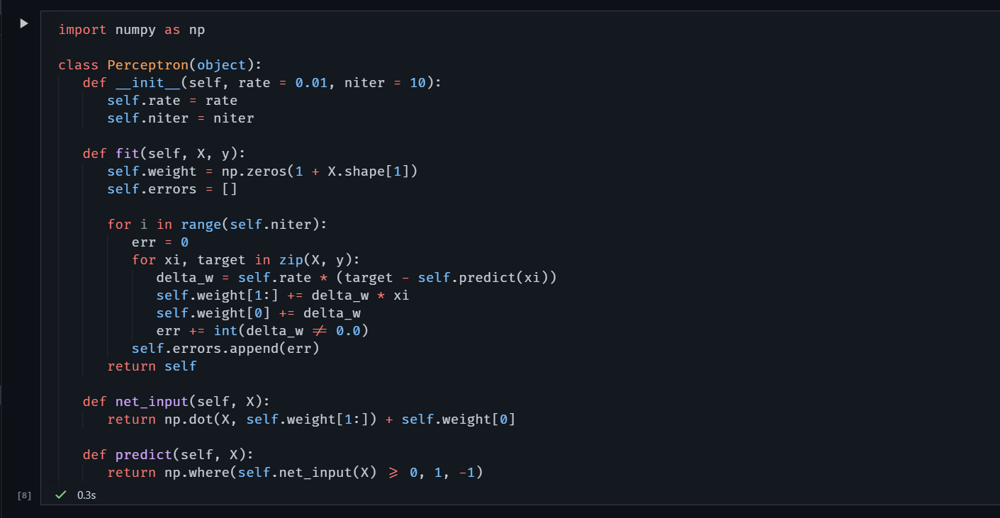 import numpy as np
class Perceptron(object):
def __init__(self, rate = 0.01, niter = 10):
self.rate = rate
self.niter = niter
def fit(self, X, y):
self.weight = np.zeros(1 + X.shape[1])
self.errors = []
for i in range(self.niter):
err = 0
for xi, target in zip(X, y):
delta_w = self.rate * (target - self.predict(xi))
self.weight[1:] += delta_w * xi
self.weight[0] += delta_w
err += int(delta_w ≠ 0.0)
self.errors.append(err)
return self
def net_input(self, X):
return np.dot(X, self.weight[1:]) + self.weight[0]
def predict(self, X):
return np.where(self.net_input(X) ⩾ 0, 1, -1)
[8] 0.3s